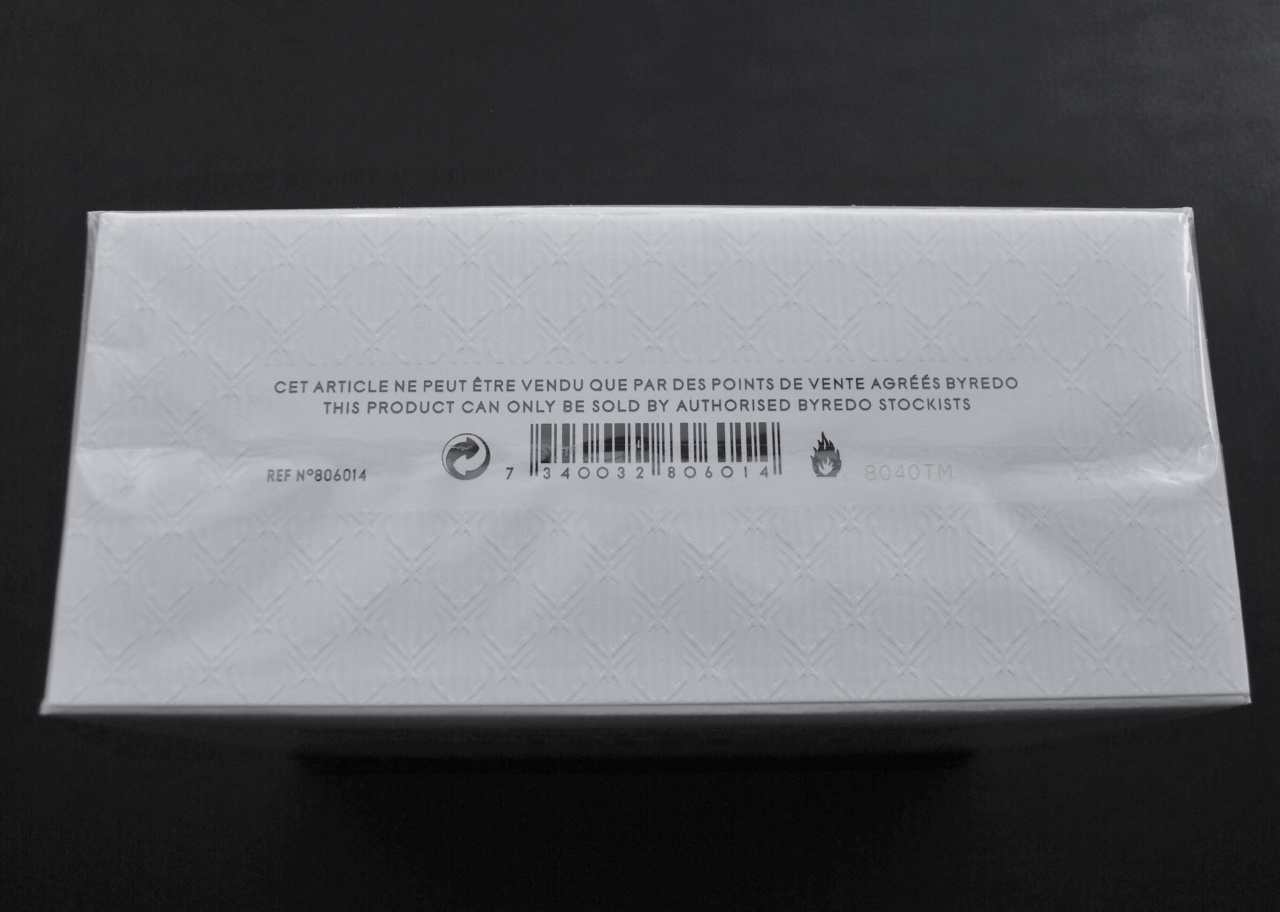 CET ARTICLE NE PEUT ÊTRE VENDU QUE PAR DES POINTS DE VENTE AGRÉÉS BYREDO
THIS PRODUCT CAN ONLY BE SOLD BY AUTHORISED BYREDO STOCKISTS
REF N°806014 7 340032 806014 8040TM